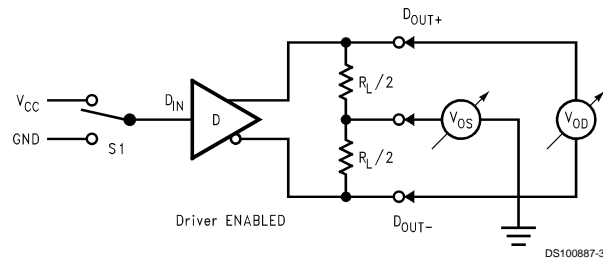 DOUT+
VCC
DIN
RL/2
D
VOS
VOD
GND
S1
RL/2
Driver ENABLED
DOUT−
DS100887-3